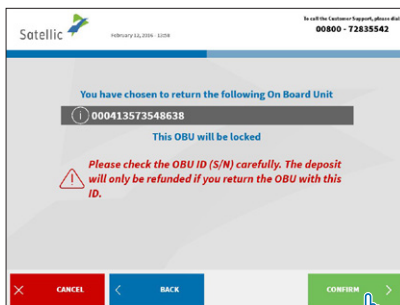 Satellic
February 12, 2016 - 13:58
To call the Customer Support, please dial
00800 - 72835542
You have chosen to return the following On Board Unit
i 000413573548638
This OBU will be locked
Please check the OBU ID (S/N) carefully. The deposit
will only be refunded if you return the OBU with this
ID.
CANCEL
BACK
CONFIRM